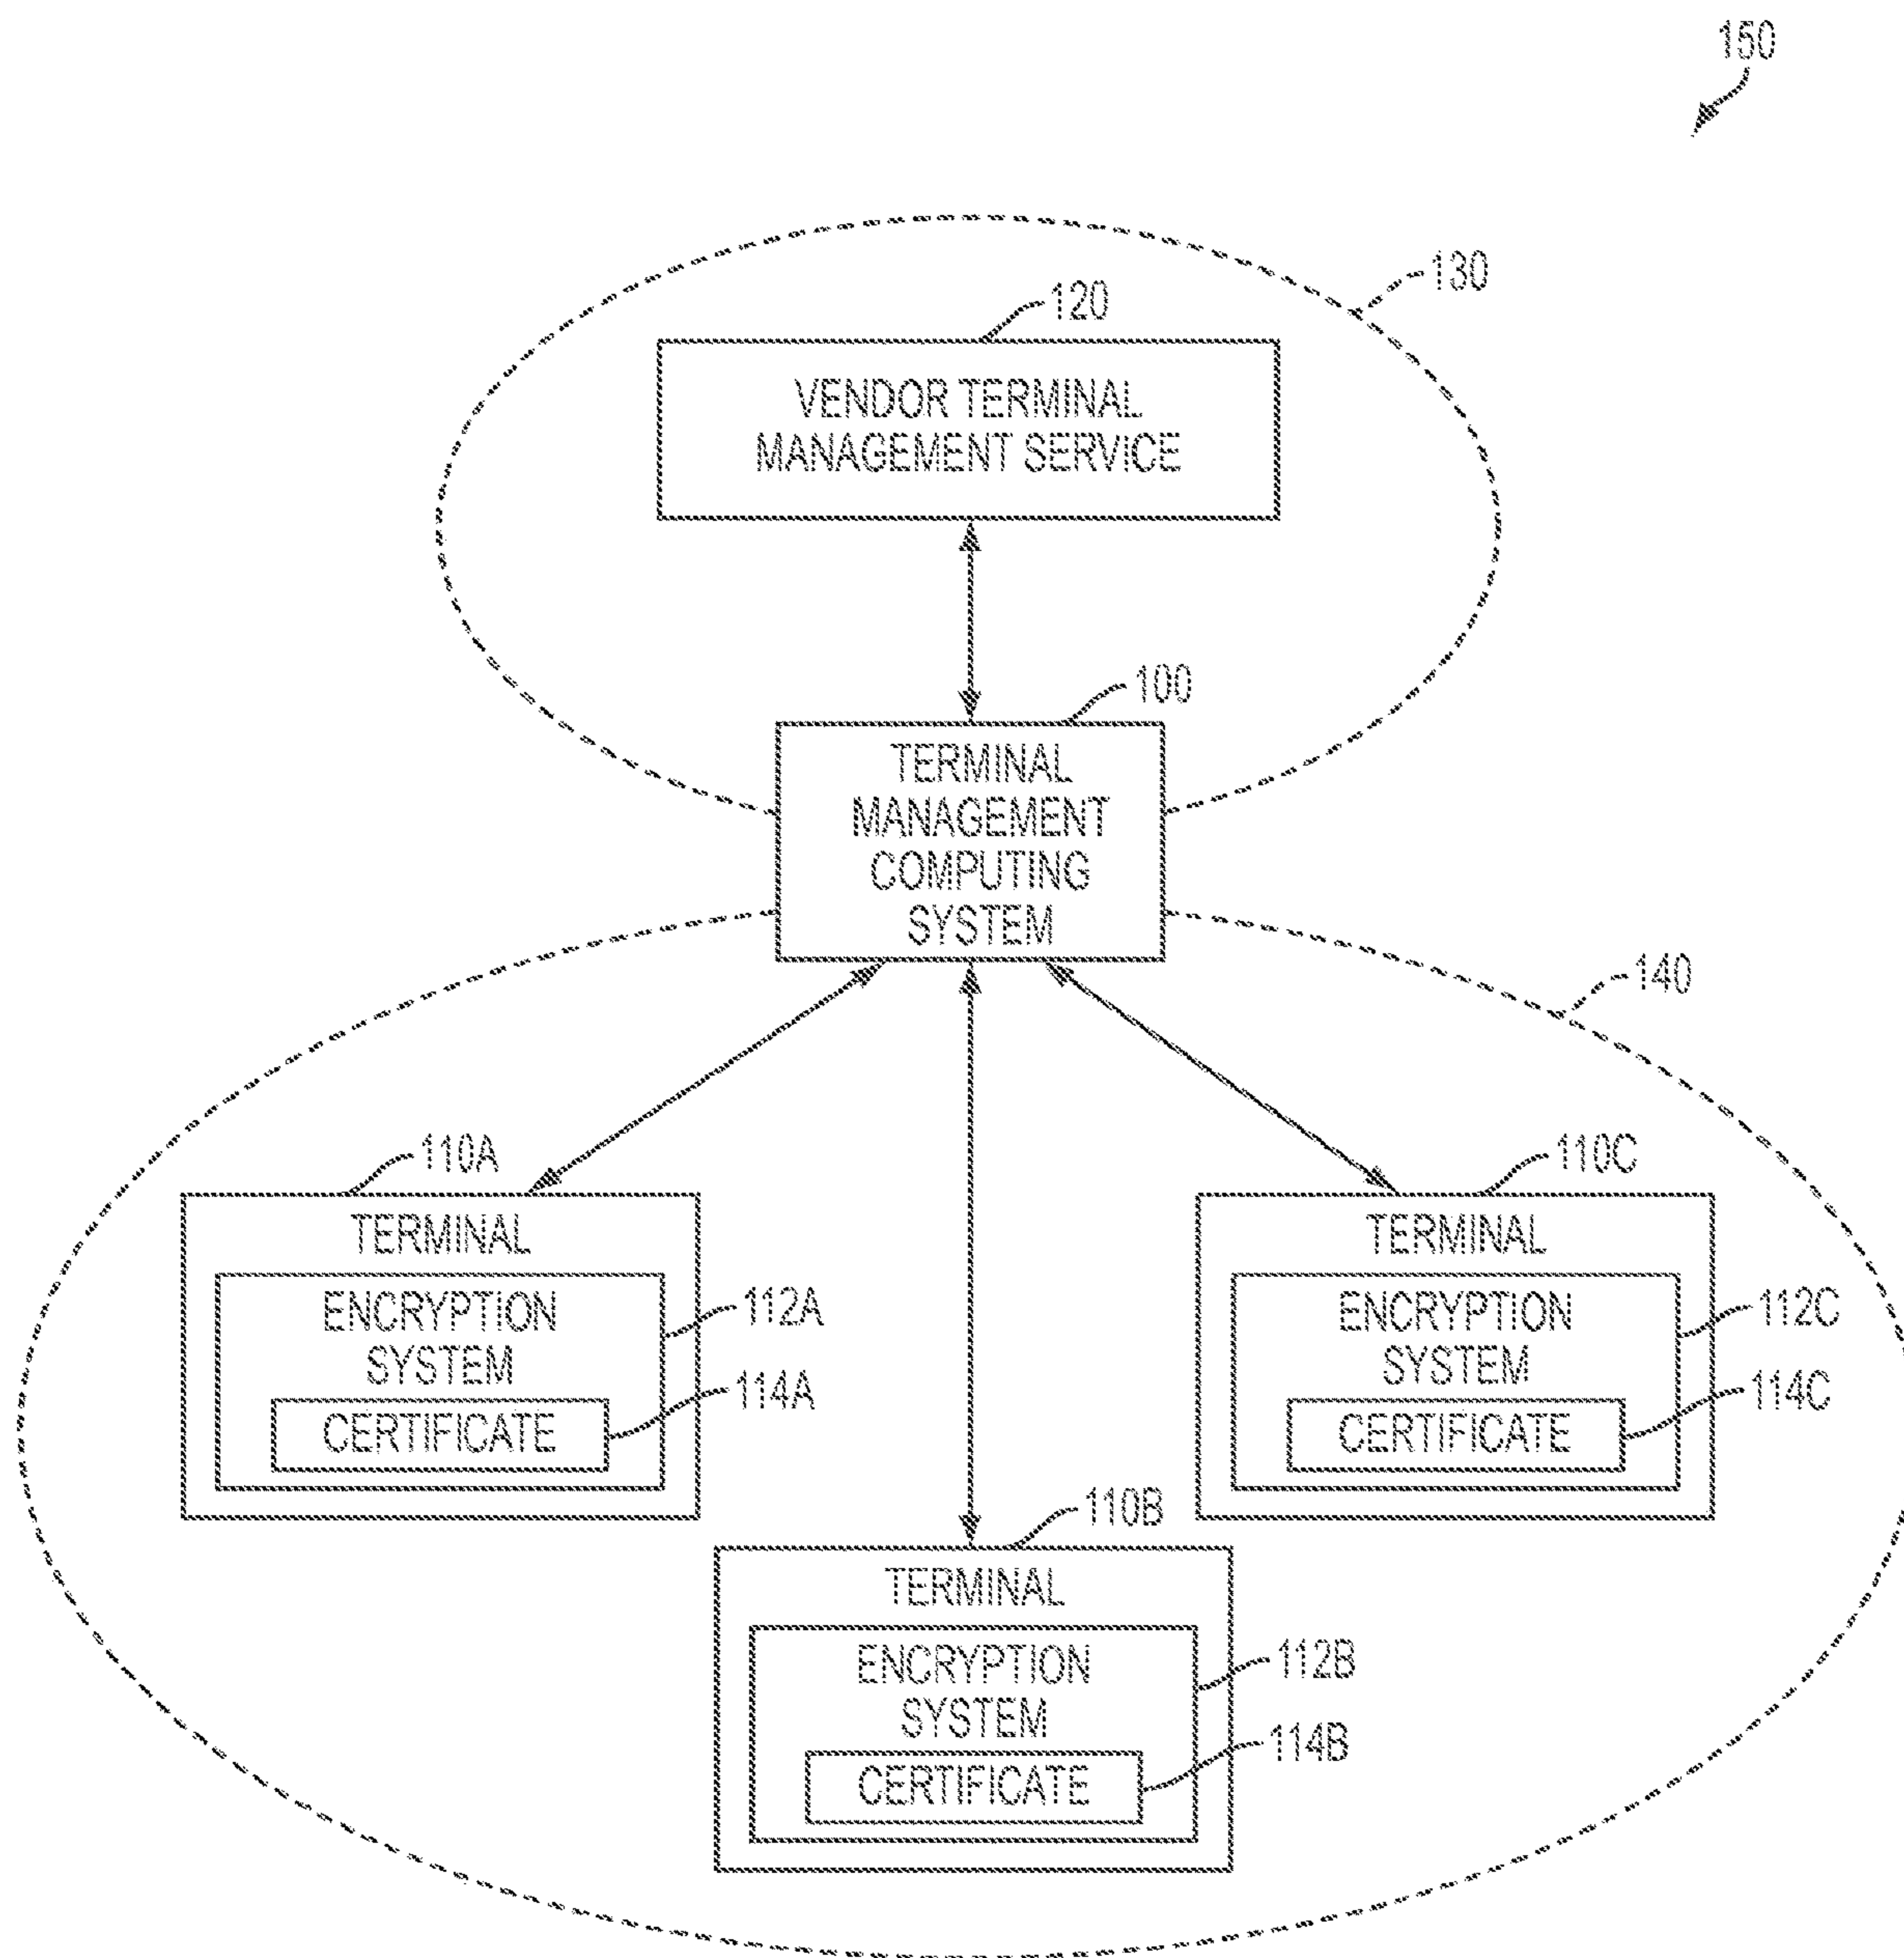 150
130
120
VENDOR TERMINAL
MANAGEMENT SERVICE
100
TERMINAL
MANAGEMENT
COMPUTING
SYSTEM
140
110A
TERMINAL
ENCRYPTION
SYSTEM
112A
CERTIFICATE
114A
110C
TERMINAL
ENCRYPTION
SYSTEM
112C
CERTIFICATE
114C
110B
TERMINAL
ENCRYPTION
SYSTEM
112B
CERTIFICATE
114B